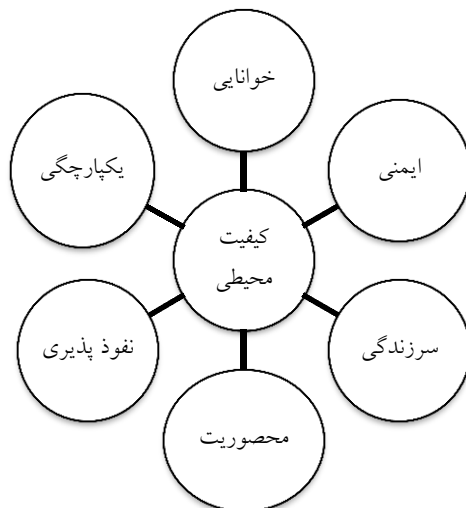 خوانایی
ایمنی
یکپارچگی
کیفیت
محیطی
سرزندگی
نفوذ پذیری
محصوریت